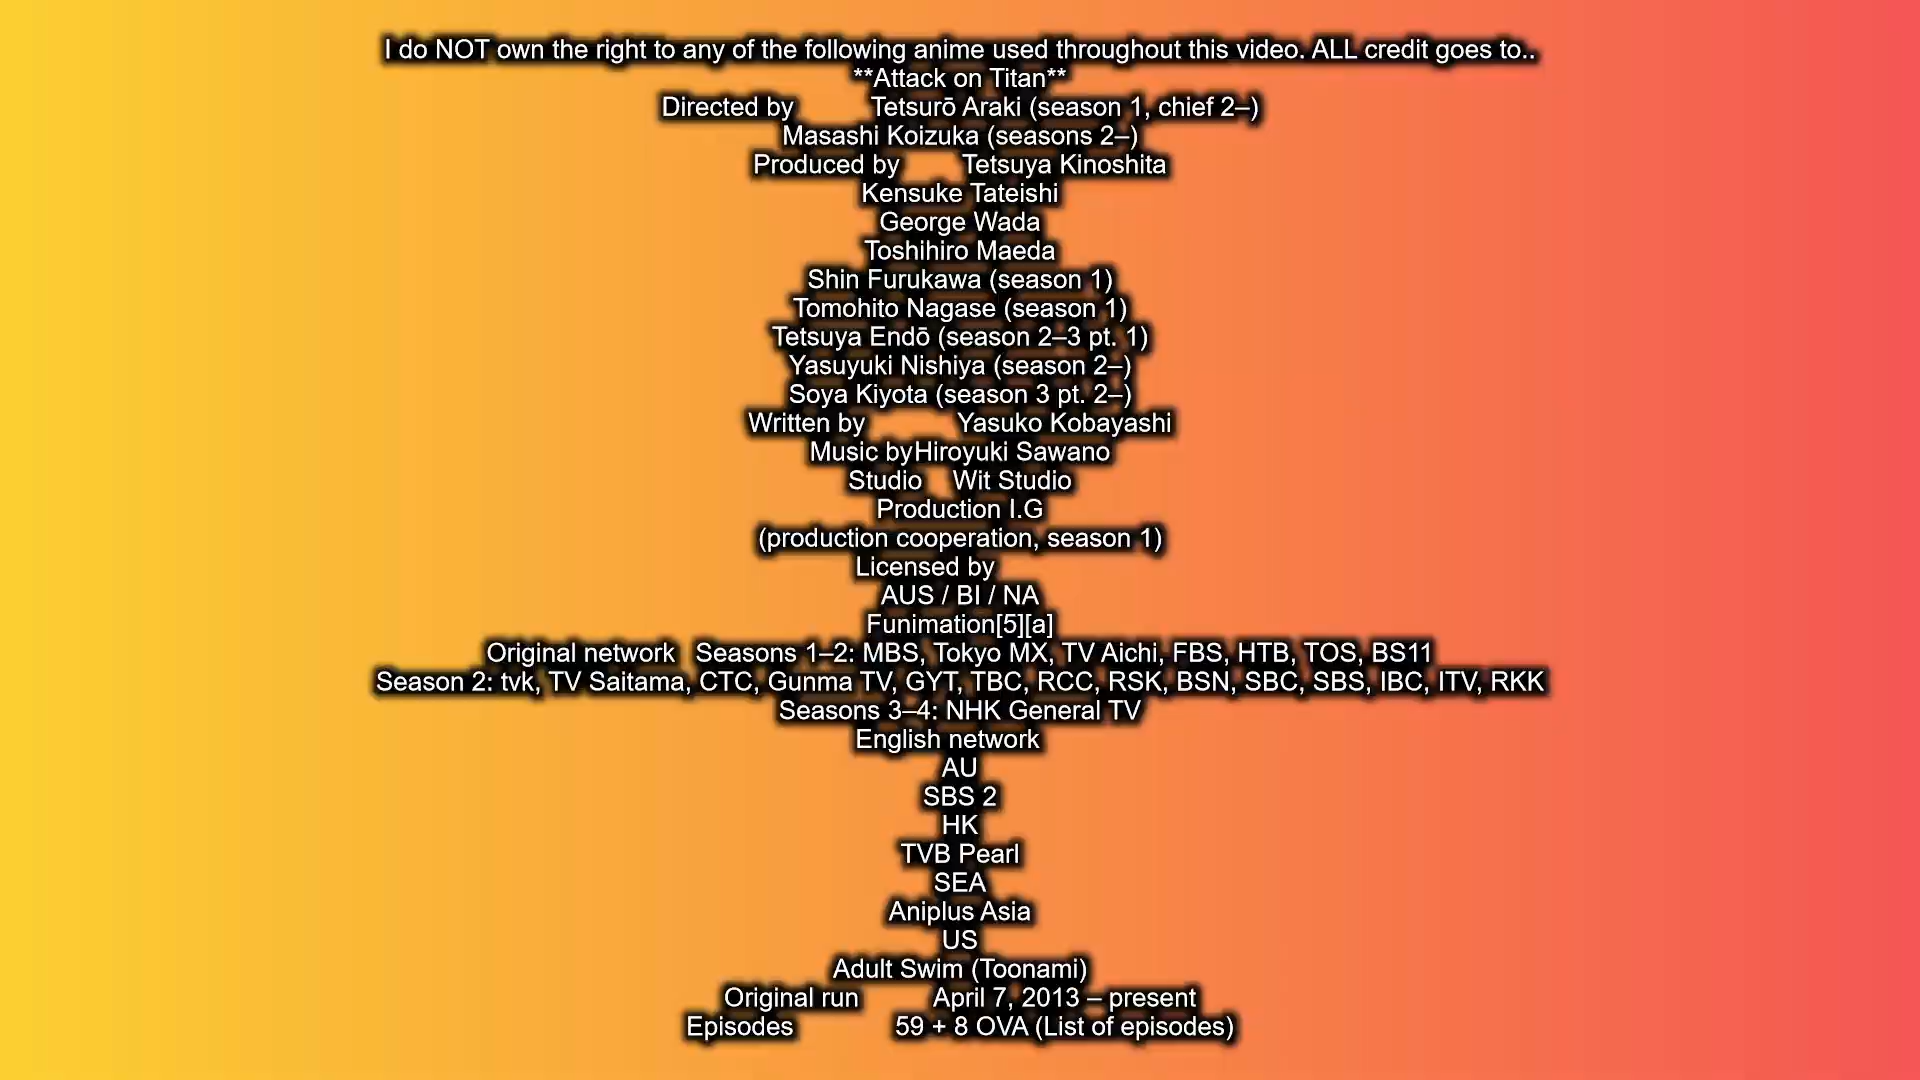 I do NOT own the right to any of the following anime used throughout this video. ALL credit goes to..
**Attack on Titan**
Directed by Tetsurō Araki (season 1, chief 2–)
Masashi Koizuka (seasons 2–)
Produced by Tetsuya Kinoshita
Kensuke Tateishi
George Wada
Toshihiro Maeda
Shin Furukawa (season 1)
Tomohito Nagase (season 1)
Tetsuya Endō (season 2–3 pt. 1)
Yasuyuki Nishiya (season 2–)
Soya Kiyota (season 3 pt. 2–)
Written by Yasuko Kobayashi
Music byHiroyuki Sawano
Studio Wit Studio
Production I.G
(production cooperation, season 1)
Licensed by
AUS / BI / NA
Funimation[5][a]
Original network Seasons 1–2: MBS, Tokyo MX, TV Aichi, FBS, HTB, TOS, BS11
Season 2: tvk, TV Saitama, CTC, Gunma TV, GYT, TBC, RCC, RSK, BSN, SBC, SBS, IBC, ITV, RKK
Seasons 3–4: NHK General TV
English network
AU
SBS 2
HK
TVB Pearl
SEA
Aniplus Asia
US
Adult Swim (Toonami)
Original run April 7, 2013 – present
Episodes 59 + 8 OVA (List of episodes)